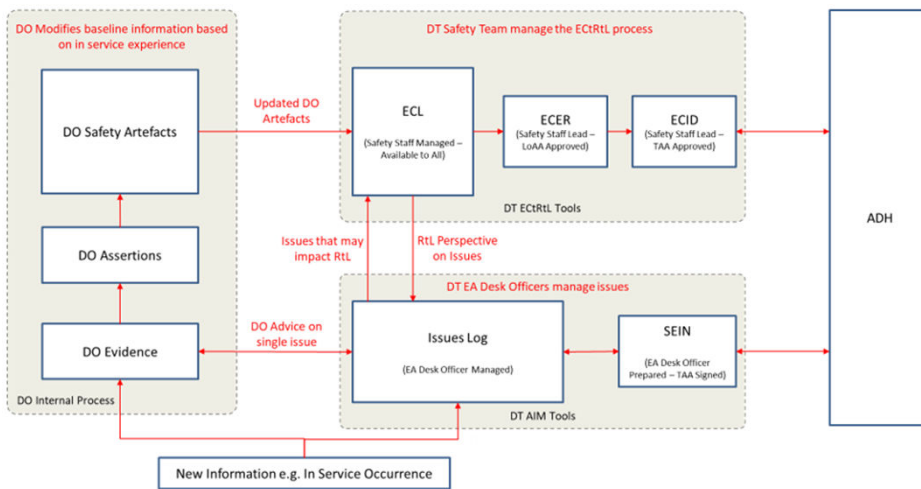 DO Modifies baseline information based
on in service experience
DO Safety Artefacts
DO Assertions
DO Evidence
DO Internal Process
Updated DO
Artefacts
DT Safety Team manage the ECtRtL process
ECL
(Safety Staff Managed –
Available to All)
ECER
(Safety Staff Lead –
LoAA Approved)
ECID
(Safety Staff Lead –
TAA Approved)
DT ECtRtL Tools
Issues that may
impact RtL
RtL Perspective
on Issues
DO Advice on
single issue
DT EA Desk Officers manage issues
Issues Log
(EA Desk Officer Managed)
SEIN
(EA Desk Officer
Prepared – TAA Signed)
DT AIM Tools
ADH
New Information e.g. In Service Occurrence